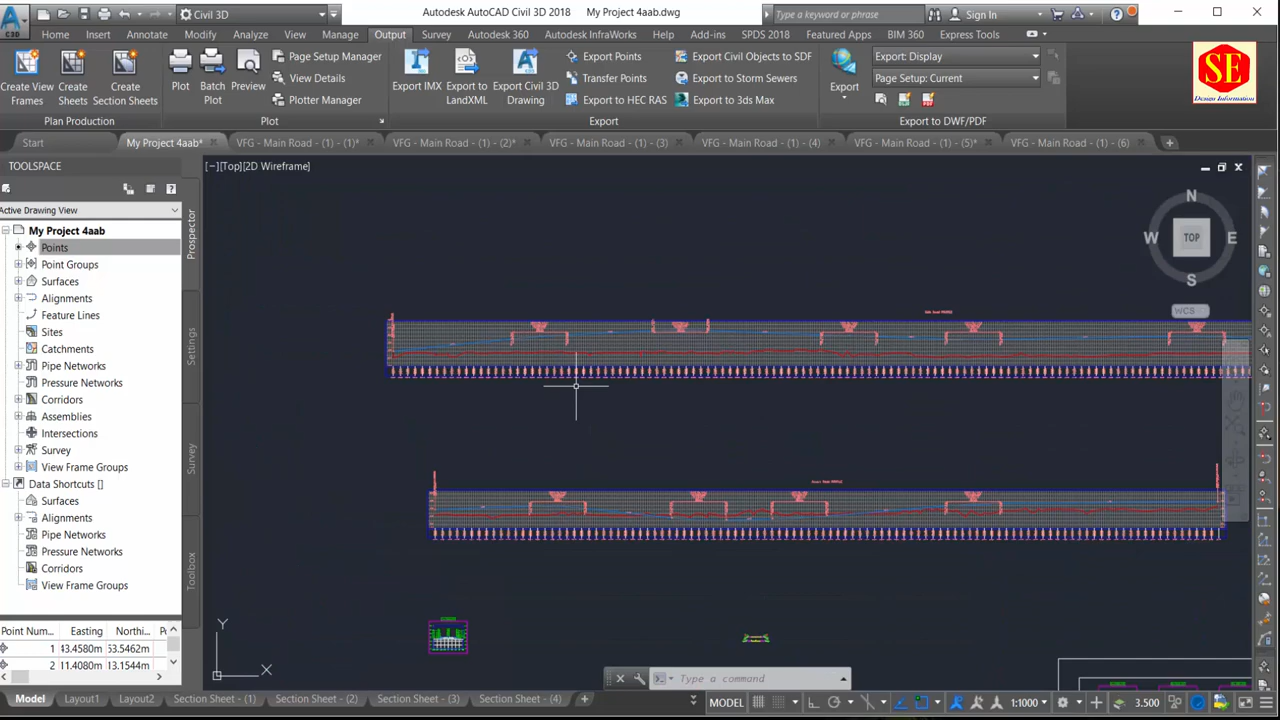 Civil 3D
Autodesk AutoCAD Civil 3D 2018 My Project 4aab.dwg
Type a keyword or phrase
Sign In
C3D
Home Insert Annotate Modify Analyze View Manage Output Survey Autodesk 360 Autodesk InfraWorks Help Add-ins SPDS 2018 Featured Apps BIM 360 Express Tools
Create View Frames
Create Sheets
Create Section Sheets
Plan Production
Plot
Batch Plot
Preview
Page Setup Manager
View Details
Plotter Manager
Plot
Export IMX
Export to LandXML
Export Civil 3D Drawing
Export Points
Transfer Points
Export to HEC RAS
Export Civil Objects to SDF
Export to Storm Sewers
Export to 3ds Max
Export
Export
Export: Display
Page Setup: Current
Export to DWF/PDF
SE
Design Information
Start
My Project 4aab*
VFG - Main Road - (1) - (1)*
VFG - Main Road - (1) - (2)*
VFG - Main Road - (1) - (3)
VFG - Main Road - (1) - (4)
VFG - Main Road - (1) - (5)*
VFG - Main Road - (1) - (6)
TOOLSPACE
[−][Top][2D Wireframe]
Active Drawing View
My Project 4aab
Points
Point Groups
Surfaces
Alignments
Feature Lines
Sites
Catchments
Pipe Networks
Pressure Networks
Corridors
Assemblies
Intersections
Survey
View Frame Groups
Data Shortcuts []
Surfaces
Alignments
Pipe Networks
Pressure Networks
Corridors
View Frame Groups
Prospector
Settings
Survey
Toolbox
N
W TOP E
S
WCS
Point Num... Easting Northi...
1 43.4580m 53.5462m
2 11.4080m 13.1544m
Y
X
Type a command
Model Layout1 Layout2 Section Sheet - (1) Section Sheet - (2) Section Sheet - (3) Section Sheet - (4)
MODEL 1:1000 3.500